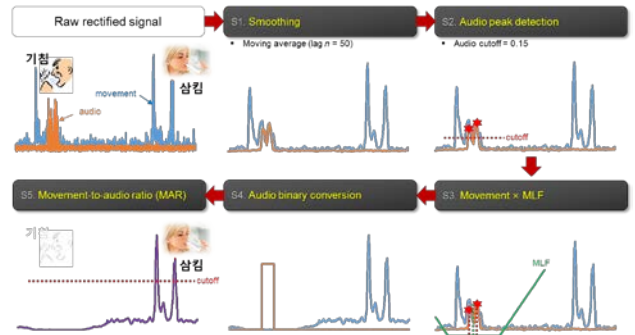 Raw rectified signal
S1. Smoothing
S2. Audio peak detection
▪ Moving average (lag n = 50)
▪ Audio cutoff = 0.15
기침
movement
audio
삼킴
cutoff
S5. Movement-to-audio ratio (MAR)
S4. Audio binary conversion
S3. Movement × MLF
기침
삼킴
cutoff
MLF